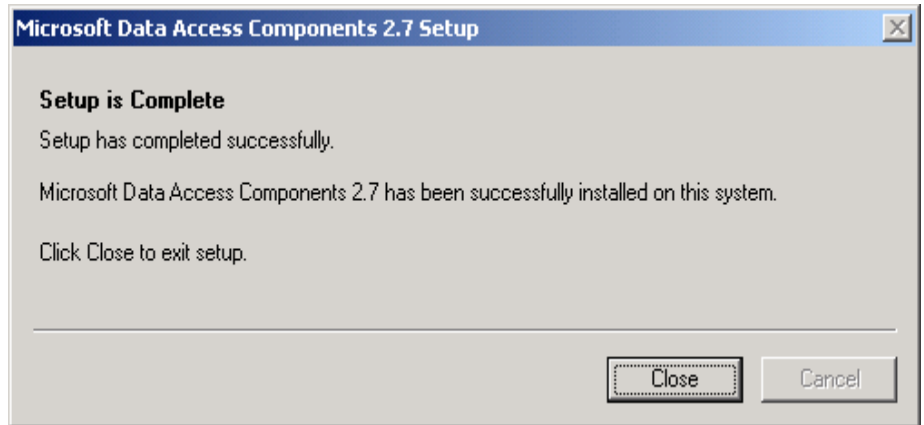 Microsoft Data Access Components 2.7 Setup
Setup is Complete
Setup has completed successfully.
Microsoft Data Access Components 2.7 has been successfully installed on this system.
Click Close to exit setup.
Close Cancel